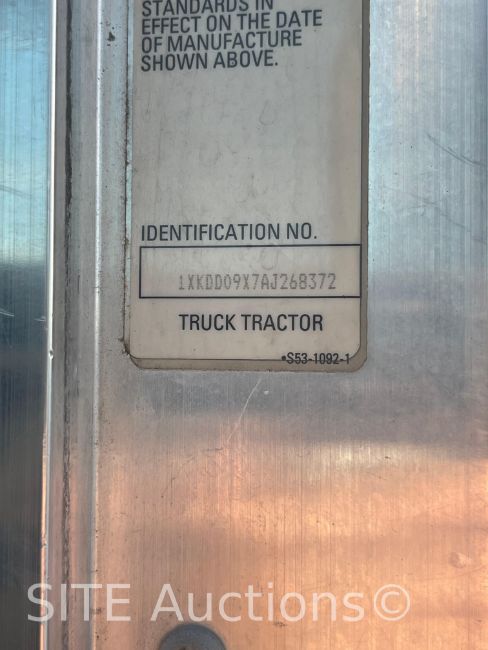 STANDARDS IN
EFFECT ON THE DATE
OF MANUFACTURE
SHOWN ABOVE.
IDENTIFICATION NO.
1XKDD09X7AJ268372
TRUCK TRACTOR
•S53-1092-1
SITE Auctions©